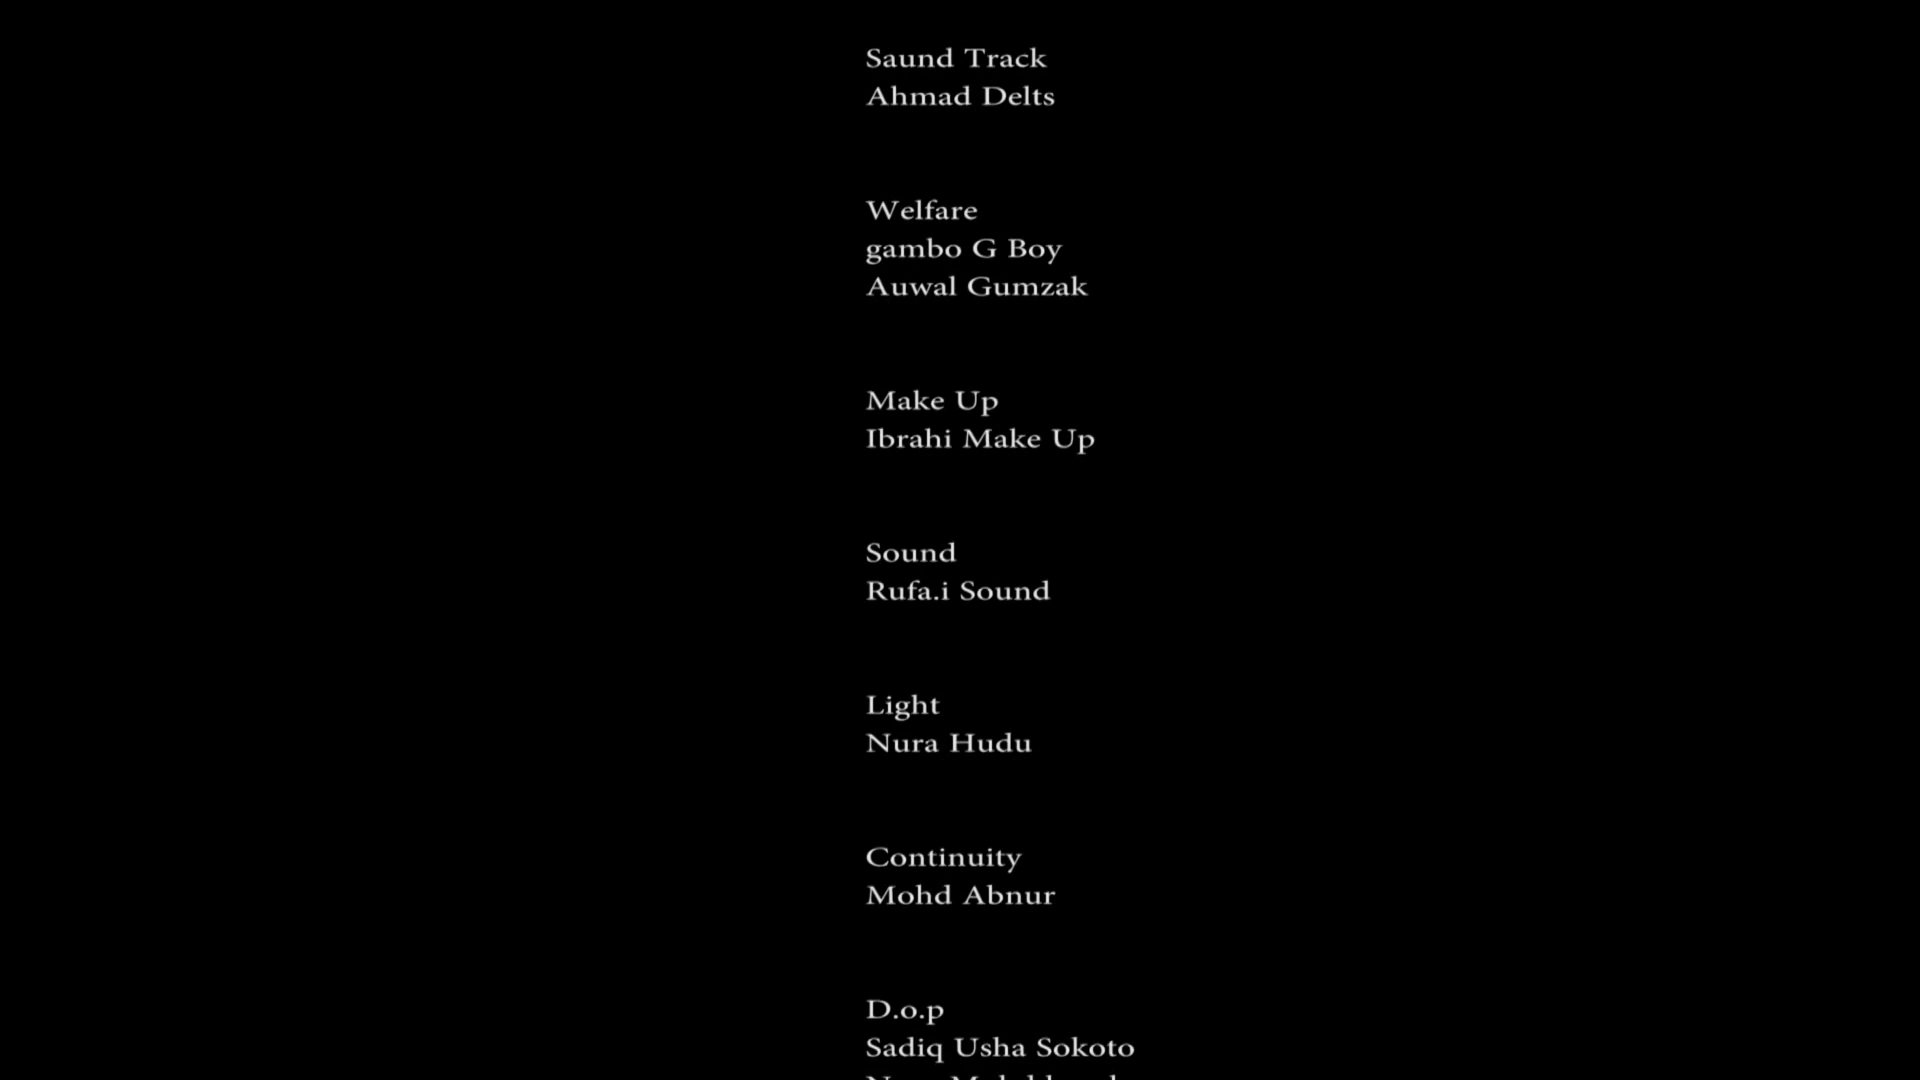 Saund Track
Ahmad Delts
Welfare
gambo G Boy
Auwal Gumzak
Make Up
Ibrahi Make Up
Sound
Rufa.i Sound
Light
Nura Hudu
Continuity
Mohd Abnur
D.o.p
Sadiq Usha Sokoto